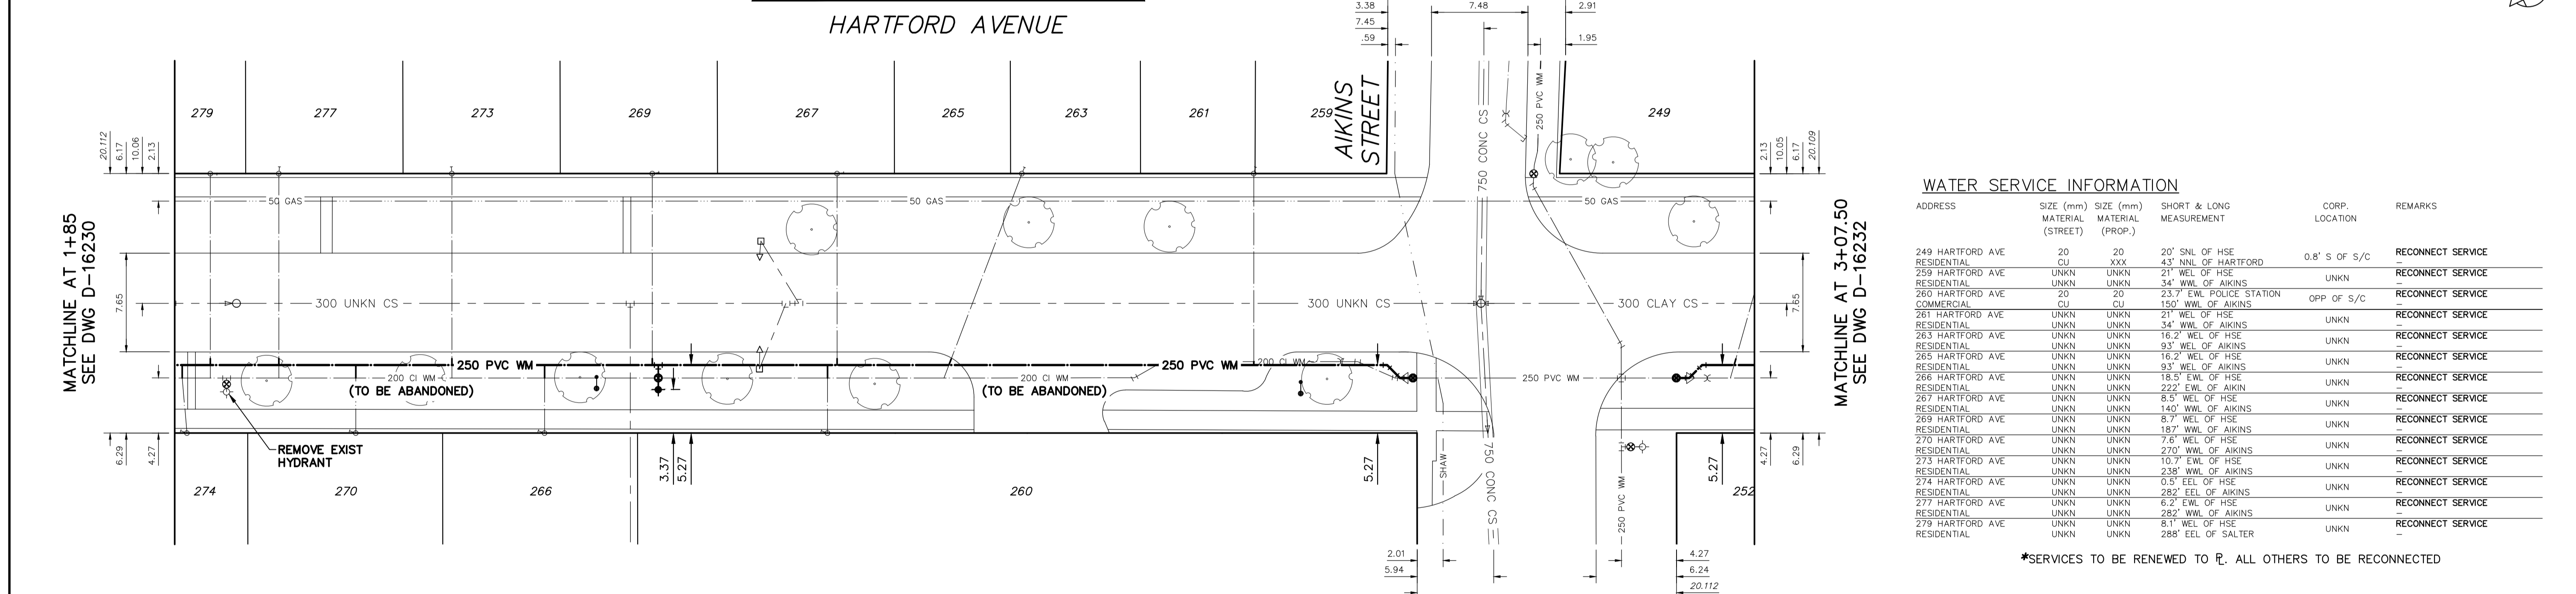 HARTFORD AVENUE
3.38
7.48
2.91
7.45
.59
1.95
AIKINS
STREET
279
277
273
269
267
265
263
261
259
249
750 CONC CS
250 PVC WM
20.112
6.17
10.06
2.13
2.13
10.05
6.17
20.109
50 GAS
50 GAS
50 GAS
MATCHLINE AT 1+85
SEE DWG D-16230
MATCHLINE AT 3+07.50
SEE DWG D-16232
7.65
7.65
300 UNKN CS
300 UNKN CS
300 CLAY CS
250 PVC WM
250 PVC WM
200 CI WM
200 CI WM
(TO BE ABANDONED)
200 CI WM
(TO BE ABANDONED)
250 PVC WM
REMOVE EXIST
HYDRANT
6.29
4.27
3.37
5.27
5.27
5.27
4.27
6.29
SHAW
750 CONC CS
250 PVC WM
274
270
266
260
252
2.01
5.94
4.27
6.24
20.112
WATER SERVICE INFORMATION
ADDRESS SIZE (mm) SIZE (mm) SHORT & LONG CORP. REMARKS
MATERIAL MATERIAL MEASUREMENT LOCATION
(STREET) (PROP.)
249 HARTFORD AVE 20 20 20' SNL OF HSE 0.8' S OF S/C RECONNECT SERVICE
RESIDENTIAL CU XXX 43' NNL OF HARTFORD –
259 HARTFORD AVE UNKN UNKN 21' WEL OF HSE UNKN RECONNECT SERVICE
RESIDENTIAL UNKN UNKN 34' WWL OF AIKINS –
260 HARTFORD AVE 20 20 23.7' EWL POLICE STATION OPP OF S/C RECONNECT SERVICE
COMMERCIAL CU CU 150' WWL OF AIKINS –
261 HARTFORD AVE UNKN UNKN 21' WEL OF HSE UNKN RECONNECT SERVICE
RESIDENTIAL UNKN UNKN 34' WWL OF AIKINS –
263 HARTFORD AVE UNKN UNKN 16.2' WEL OF HSE UNKN RECONNECT SERVICE
RESIDENTIAL UNKN UNKN 93' WEL OF AIKINS –
265 HARTFORD AVE UNKN UNKN 16.2' WEL OF HSE UNKN RECONNECT SERVICE
RESIDENTIAL UNKN UNKN 93' WEL OF AIKINS –
266 HARTFORD AVE UNKN UNKN 18.5' EWL OF HSE UNKN RECONNECT SERVICE
RESIDENTIAL UNKN UNKN 222' EWL OF AIKIN –
267 HARTFORD AVE UNKN UNKN 8.5' WEL OF HSE UNKN RECONNECT SERVICE
RESIDENTIAL UNKN UNKN 140' WWL OF AIKINS –
269 HARTFORD AVE UNKN UNKN 8.7' WEL OF HSE UNKN RECONNECT SERVICE
RESIDENTIAL UNKN UNKN 187' WWL OF AIKINS –
270 HARTFORD AVE UNKN UNKN 7.6' WEL OF HSE UNKN RECONNECT SERVICE
RESIDENTIAL UNKN UNKN 270' WWL OF AIKINS –
273 HARTFORD AVE UNKN UNKN 10.7' EWL OF HSE UNKN RECONNECT SERVICE
RESIDENTIAL UNKN UNKN 238' WWL OF AIKINS –
274 HARTFORD AVE UNKN UNKN 0.5' EEL OF HSE UNKN RECONNECT SERVICE
RESIDENTIAL UNKN UNKN 282' EEL OF AIKINS –
277 HARTFORD AVE UNKN UNKN 6.2' EWL OF HSE UNKN RECONNECT SERVICE
RESIDENTIAL UNKN UNKN 282' WWL OF AIKINS –
279 HARTFORD AVE UNKN UNKN 8.1' WEL OF HSE UNKN RECONNECT SERVICE
RESIDENTIAL UNKN UNKN 288' EEL OF SALTER –
*SERVICES TO BE RENEWED TO ⅊. ALL OTHERS TO BE RECONNECTED